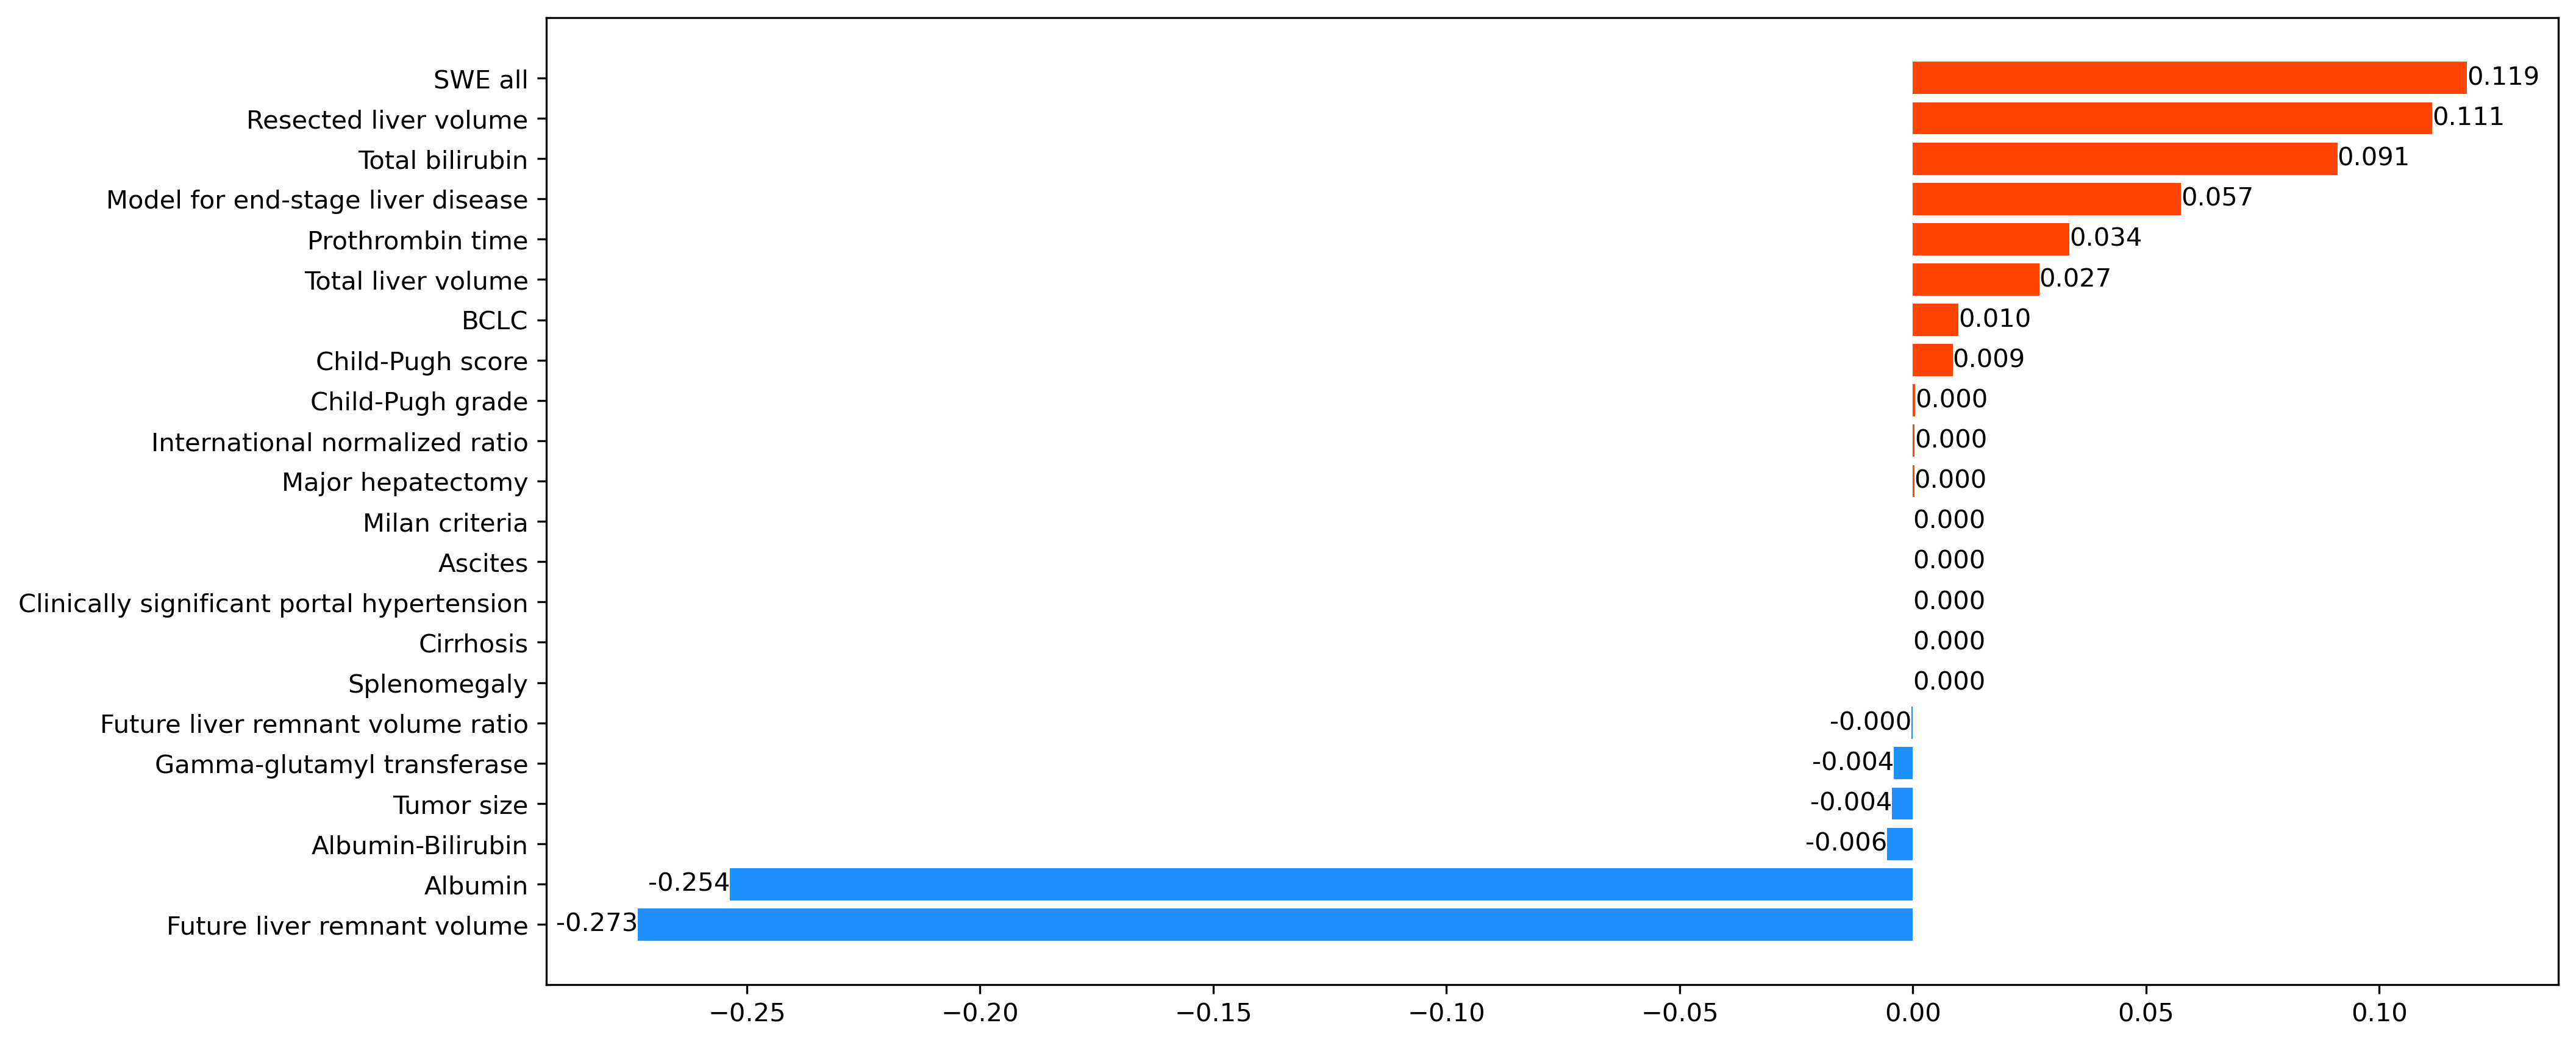 SWE all 0.119
Resected liver volume 0.111
Total bilirubin 0.091
Model for end-stage liver disease 0.057
Prothrombin time 0.034
Total liver volume 0.027
BCLC 0.010
Child-Pugh score 0.009
Child-Pugh grade 0.000
International normalized ratio 0.000
Major hepatectomy 0.000
Milan criteria 0.000
Ascites 0.000
Clinically significant portal hypertension 0.000
Cirrhosis 0.000
Splenomegaly 0.000
Future liver remnant volume ratio -0.000
Gamma-glutamyl transferase -0.004
Tumor size -0.004
Albumin-Bilirubin -0.006
Albumin -0.254
Future liver remnant volume -0.273
−0.25 −0.20 −0.15 −0.10 −0.05 0.00 0.05 0.10